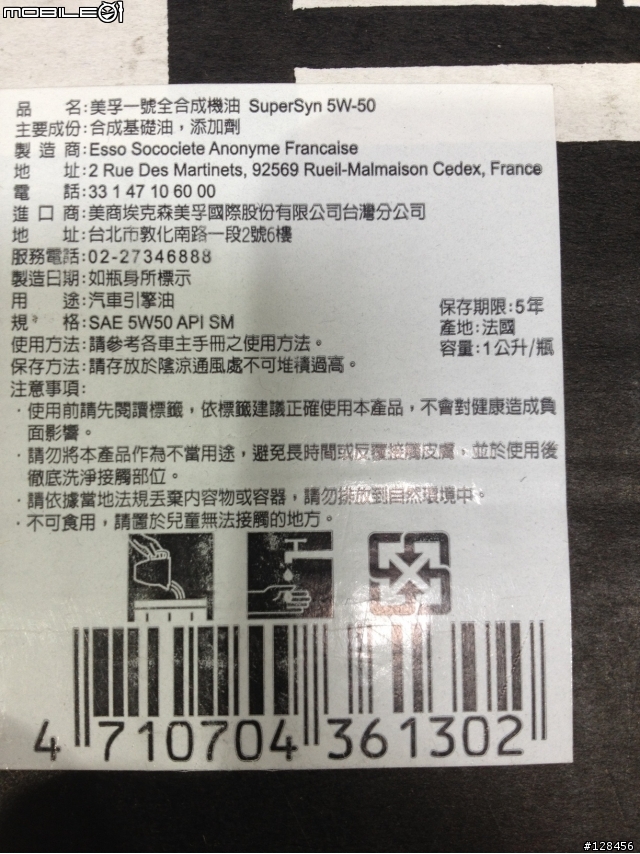 MOBILE01
品 名:美孚一號全合成機油 SuperSyn 5W-50
主要成份:合成基礎油，添加劑
製 造 商:Esso Socociete Anonyme Francaise
地 址:2 Rue Des Martinets, 92569 Rueil-Malmaison Cedex, France
電 話:33 1 47 10 60 00
進 口 商:美商埃克森美孚國際股份有限公司台灣分公司
地 址:台北市敦化南路一段2號6樓
服務電話:02-27346888
製造日期:如瓶身所標示
用 途:汽車引擎油
規 格:SAE 5W50 API SM
保存期限:5年
產地:法國
容量:1公升/瓶
使用方法:請參考各車主手冊之使用方法。
保存方法:請存放於陰涼通風處不可堆積過高。
注意事項:
·使用前請先閱讀標籤，依標籤建議正確使用本產品，不會對健康造成負
面影響。
·請勿將本產品作為不當用途，避免長時間或反覆接觸皮膚，並於使用後
徹底洗淨接觸部位。
·請依據當地法規丟棄內容物或容器，請勿排放到自然環境中。
·不可食用，請置於兒童無法接觸的地方。
4 710704 361302
#128456